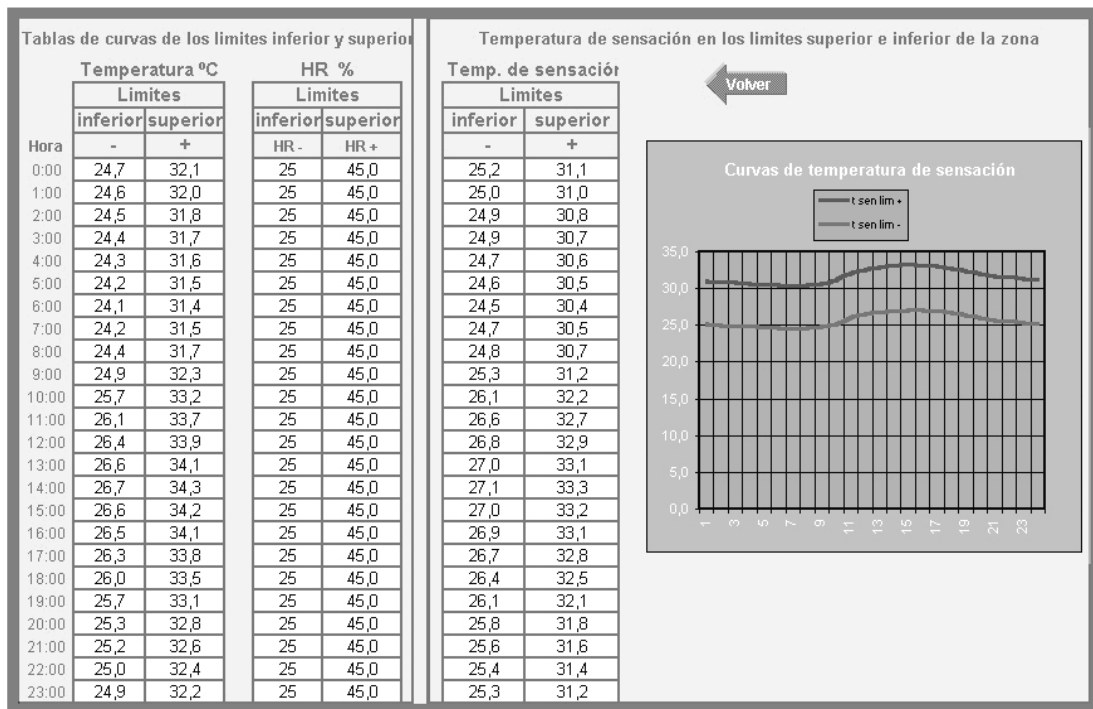 Tablas de curvas de los limites inferior y superior
Temperatura de sensación en los limites superior e inferior de la zona
Temperatura ºC HR % Temp. de sensación
Volver
Limites Limites Limites
inferior superior inferior superior inferior superior
Hora - + HR - HR + - +
0:00 24,7 32,1 25 45,0 25,2 31,1
1:00 24,6 32,0 25 45,0 25,0 31,0
2:00 24,5 31,8 25 45,0 24,9 30,8
3:00 24,4 31,7 25 45,0 24,9 30,7
4:00 24,3 31,6 25 45,0 24,7 30,6
5:00 24,2 31,5 25 45,0 24,6 30,5
6:00 24,1 31,4 25 45,0 24,5 30,4
7:00 24,2 31,5 25 45,0 24,7 30,5
8:00 24,4 31,7 25 45,0 24,8 30,7
9:00 24,9 32,3 25 45,0 25,3 31,2
10:00 25,7 33,2 25 45,0 26,1 32,2
11:00 26,1 33,7 25 45,0 26,6 32,7
12:00 26,4 33,9 25 45,0 26,8 32,9
13:00 26,6 34,1 25 45,0 27,0 33,1
14:00 26,7 34,3 25 45,0 27,1 33,3
15:00 26,6 34,2 25 45,0 27,0 33,2
16:00 26,5 34,1 25 45,0 26,9 33,1
17:00 26,3 33,8 25 45,0 26,7 32,8
18:00 26,0 33,5 25 45,0 26,4 32,5
19:00 25,7 33,1 25 45,0 26,1 32,1
20:00 25,3 32,8 25 45,0 25,8 31,8
21:00 25,2 32,6 25 45,0 25,6 31,6
22:00 25,0 32,4 25 45,0 25,4 31,4
23:00 24,9 32,2 25 45,0 25,3 31,2
Curvas de temperatura de sensación
t sen lim +
t sen lim -
35,0
30,0
25,0
20,0
15,0
10,0
5,0
0,0
1 3 5 7 9 11 13 15 17 19 21 23